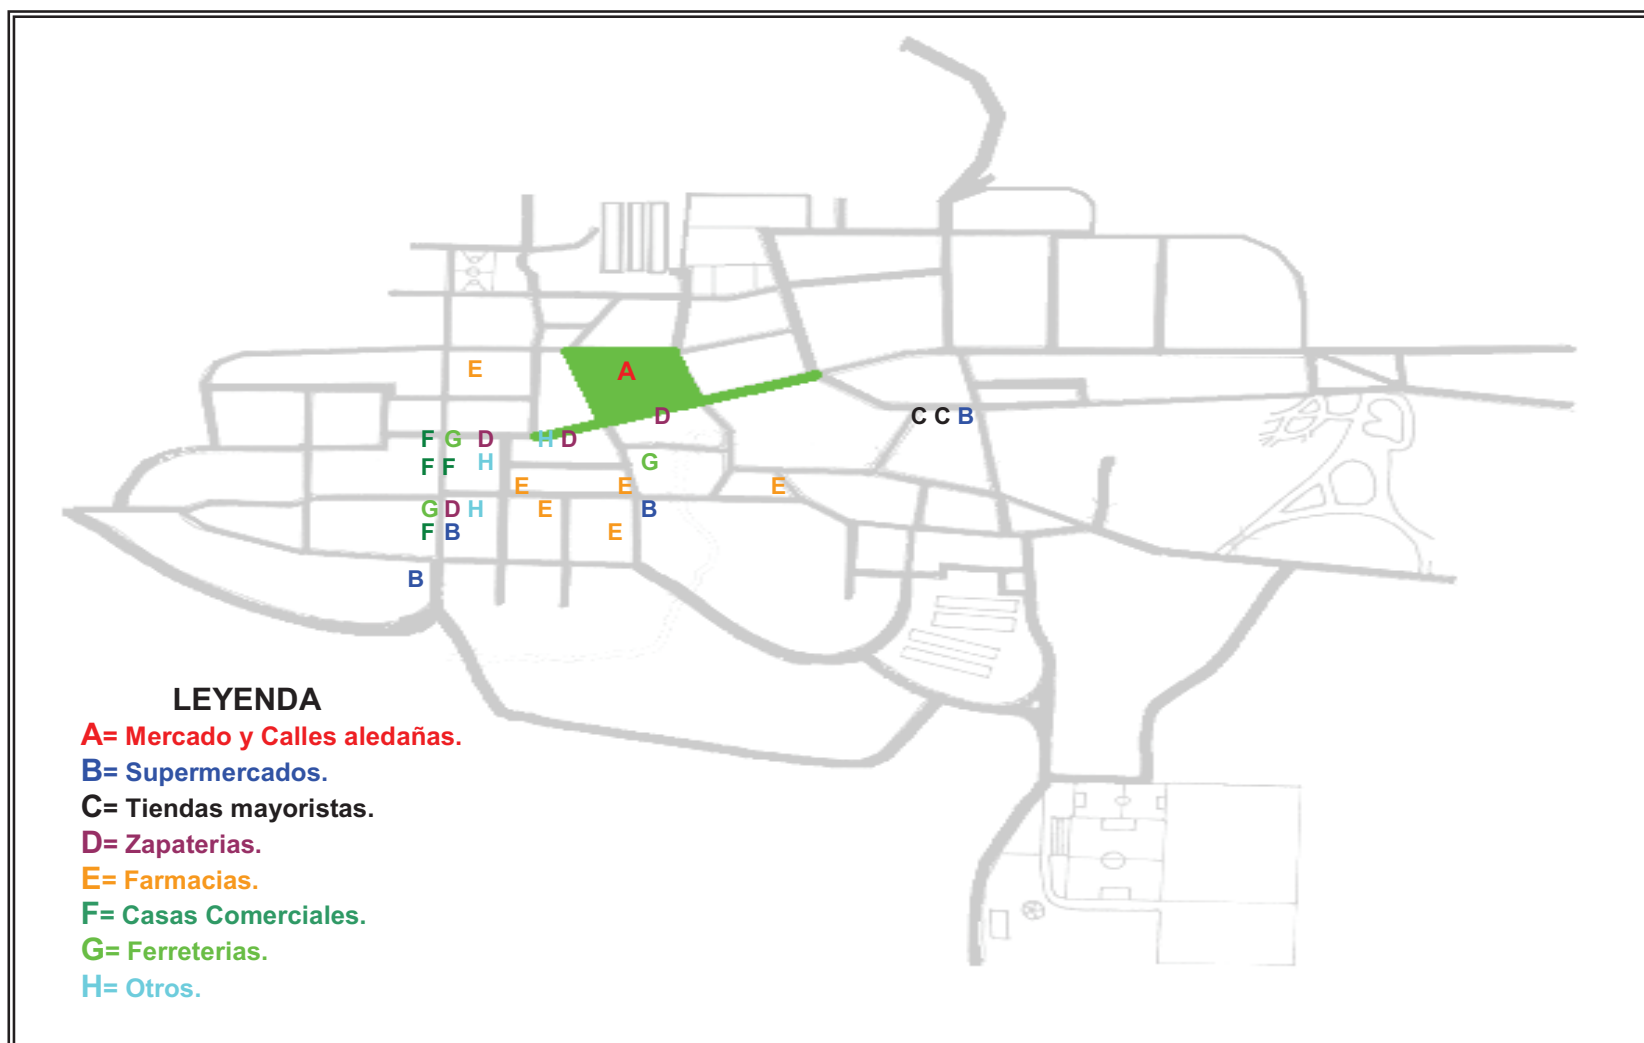 E
A
D
C C B
F G D H D
F F H G
E E E
G D H E B
F B E
B
LEYENDA
A= Mercado y Calles aledañas.
B= Supermercados.
C= Tiendas mayoristas.
D= Zapaterias.
E= Farmacias.
F= Casas Comerciales.
G= Ferreterias.
H= Otros.